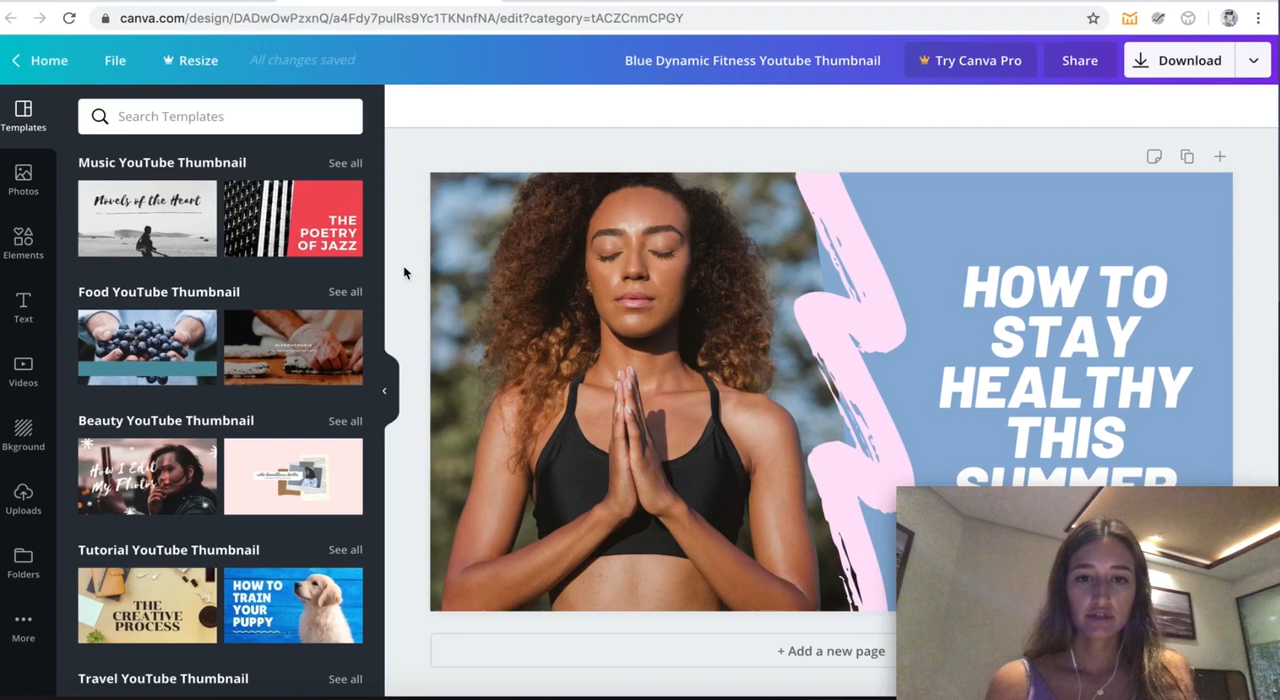 canva.com/design/DADwOwPzxnQ/a4Fdy7pulRs9Yc1TKNnfNA/edit?category=tACZCnmCPGY
Home
File
Resize
All changes saved
Blue Dynamic Fitness Youtube Thumbnail
Try Canva Pro
Share
Download
Templates
Photos
Elements
Text
Videos
Bkground
Uploads
Folders
More
Search Templates
Music YouTube Thumbnail
See all
Novels of the Heart
THE
POETRY
OF JAZZ
Food YouTube Thumbnail
See all
Beauty YouTube Thumbnail
See all
How I Edit
My Photos
Tutorial YouTube Thumbnail
See all
THE
CREATIVE
PROCESS
HOW TO
TRAIN
YOUR
PUPPY
Travel YouTube Thumbnail
See all
HOW TO
STAY
HEALTHY
THIS
SUMMER
+ Add a new page